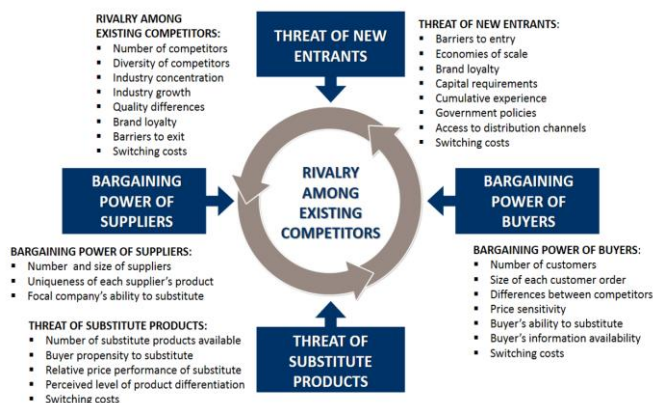 RIVALRY AMONG
EXISTING COMPETITORS:
▪ Number of competitors
▪ Diversity of competitors
▪ Industry concentration
▪ Industry growth
▪ Quality differences
▪ Brand loyalty
▪ Barriers to exit
▪ Switching costs
THREAT OF NEW
ENTRANTS
THREAT OF NEW ENTRANTS:
▪ Barriers to entry
▪ Economies of scale
▪ Brand loyalty
▪ Capital requirements
▪ Cumulative experience
▪ Government policies
▪ Access to distribution channels
▪ Switching costs
BARGAINING
POWER OF
SUPPLIERS
RIVALRY
AMONG
EXISTING
COMPETITORS
BARGAINING
POWER OF
BUYERS
BARGAINING POWER OF SUPPLIERS:
▪ Number and size of suppliers
▪ Uniqueness of each supplier's product
▪ Focal company's ability to substitute
BARGAINING POWER OF BUYERS:
▪ Number of customers
▪ Size of each customer order
▪ Differences between competitors
▪ Price sensitivity
▪ Buyer's ability to substitute
▪ Buyer's information availability
▪ Switching costs
THREAT OF SUBSTITUTE PRODUCTS:
▪ Number of substitute products available
▪ Buyer propensity to substitute
▪ Relative price performance of substitute
▪ Perceived level of product differentiation
▪ Switching costs
THREAT OF
SUBSTITUTE
PRODUCTS